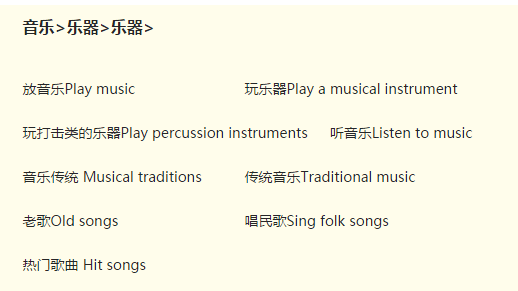 音乐>乐器>乐器>
放音乐Play music 玩乐器Play a musical instrument
玩打击类的乐器Play percussion instruments 听音乐Listen to music
音乐传统 Musical traditions 传统音乐Traditional music
老歌Old songs 唱民歌Sing folk songs
热门歌曲 Hit songs